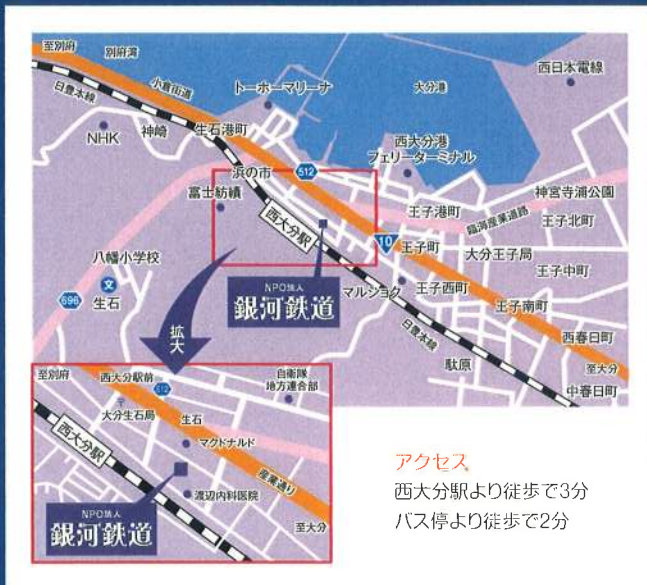 至別府
別府湾
日豊本線
小倉街道
トーホーマリーナ
大分港
西日本電線
NHK
神崎
生石港町
西大分港
フェリーターミナル
浜の市
512
富士紡績
西大分駅
神宮寺浦公園
王子港町
臨海産業道路
王子北町
10
王子町
大分王子局
八幡小学校
文
NPO法人
銀河鉄道
マルショク
王子西町
王子中町
696
生石
王子南町
日豊本線
西春日町
拡大
駄原
至大分
中春日町
至別府
西大分駅前
512
自衛隊
地方連合部
大分生石局
生石
西大分駅
マクドナルド
産業通り
NPO法人
銀河鉄道
渡辺内科医院
至大分
アクセス
西大分駅より徒歩で3分
バス停より徒歩で2分